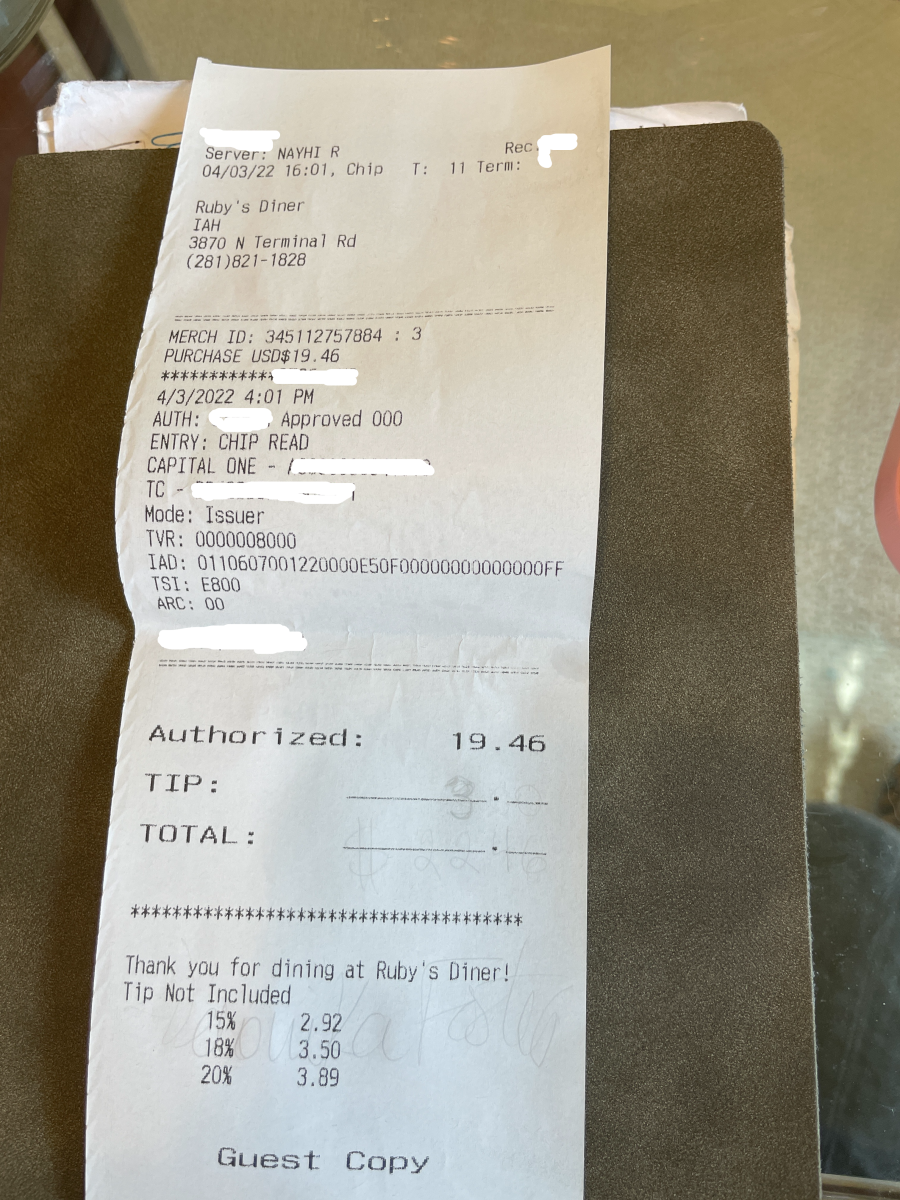 Server: NAYHI R Rec
04/03/22 16:01, Chip T: 11 Term:
Ruby's Diner
IAH
3870 N Terminal Rd
(281)821-1828
================================================
MERCH ID: 345112757884 : 3
PURCHASE USD$19.46
************
4/3/2022 4:01 PM
AUTH: Approved 000
ENTRY: CHIP READ
CAPITAL ONE -
TC -
Mode: Issuer
TVR: 0000008000
IAD: 0110607001220000E50F00000000000000FF
TSI: E800
ARC: 00
================================================
Authorized: 19.46
TIP: 3.
TOTAL: $ 22.46
**************************************
Thank you for dining at Ruby's Diner!
Tip Not Included
15% 2.92
18% 3.50
20% 3.89
Guest Copy